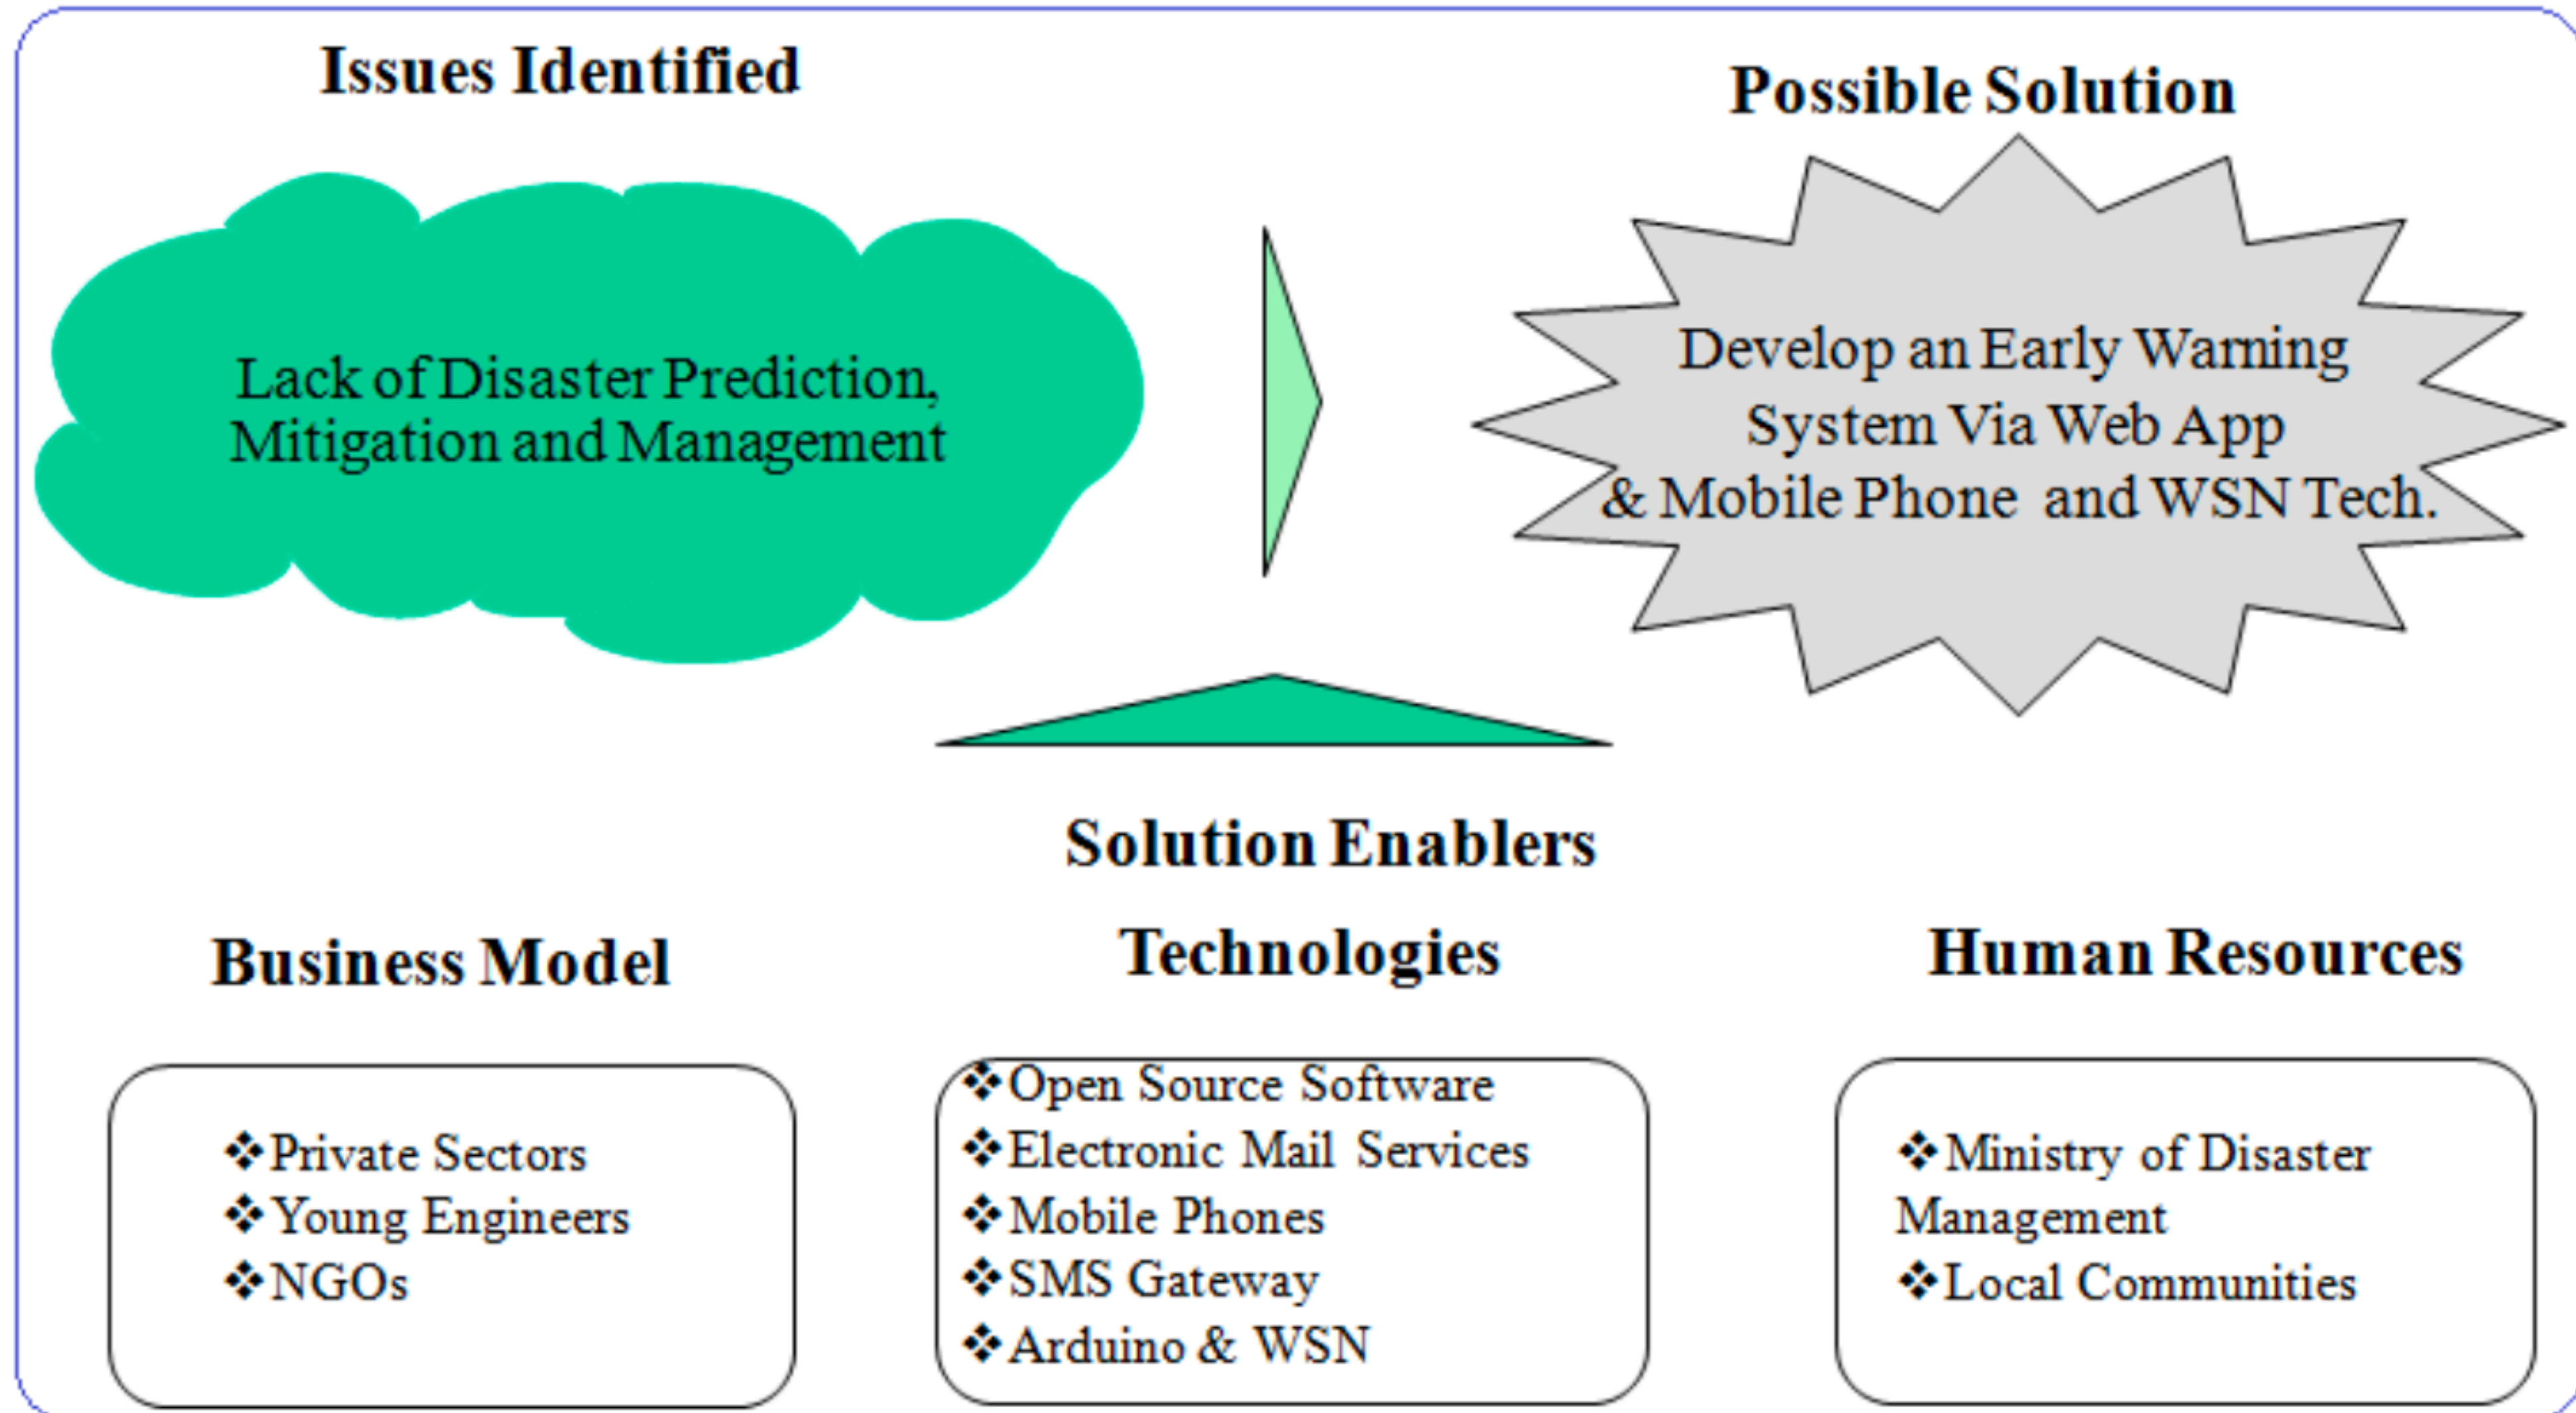 Issues Identified
Possible Solution
Lack of Disaster Prediction,
Mitigation and Management
Develop an Early Warning
System Via Web App
& Mobile Phone and WSN Tech.
Solution Enablers
Business Model
Technologies
Human Resources
❖Private Sectors
❖Young Engineers
❖NGOs
❖Open Source Software
❖Electronic Mail Services
❖Mobile Phones
❖SMS Gateway
❖Arduino & WSN
❖Ministry of Disaster
Management
❖Local Communities